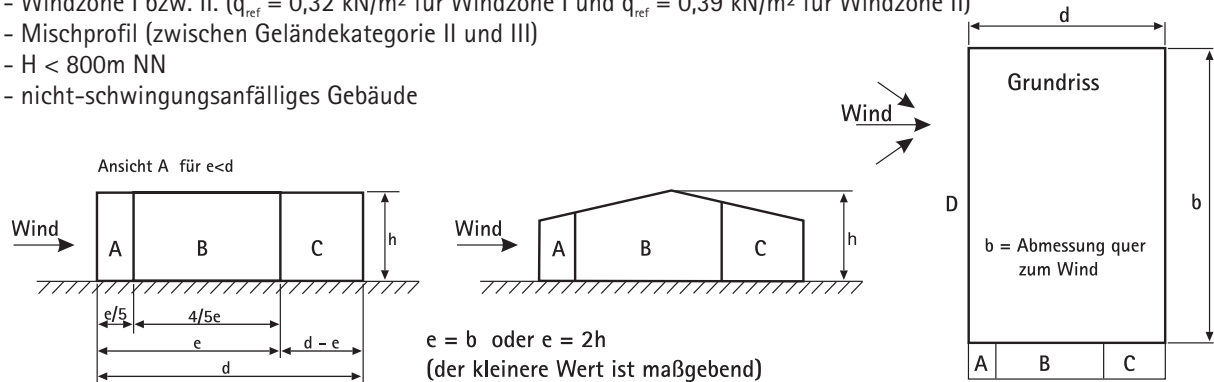 - Windzone I bzw. II. (q_ref = 0,32 kN/m² für Windzone I und q_ref = 0,39 kN/m² für Windzone II)
- Mischprofil (zwischen Geländekategorie II und III)
- H < 800m NN
- nicht-schwingungsanfälliges Gebäude
Ansicht A für e<d
Wind
A
B
C
h
e/5
4/5e
e
d - e
d
Wind
A
B
C
h
e = b oder e = 2h
(der kleinere Wert ist maßgebend)
d
Grundriss
Wind
D
b
b = Abmessung quer
zum Wind
A
B
C